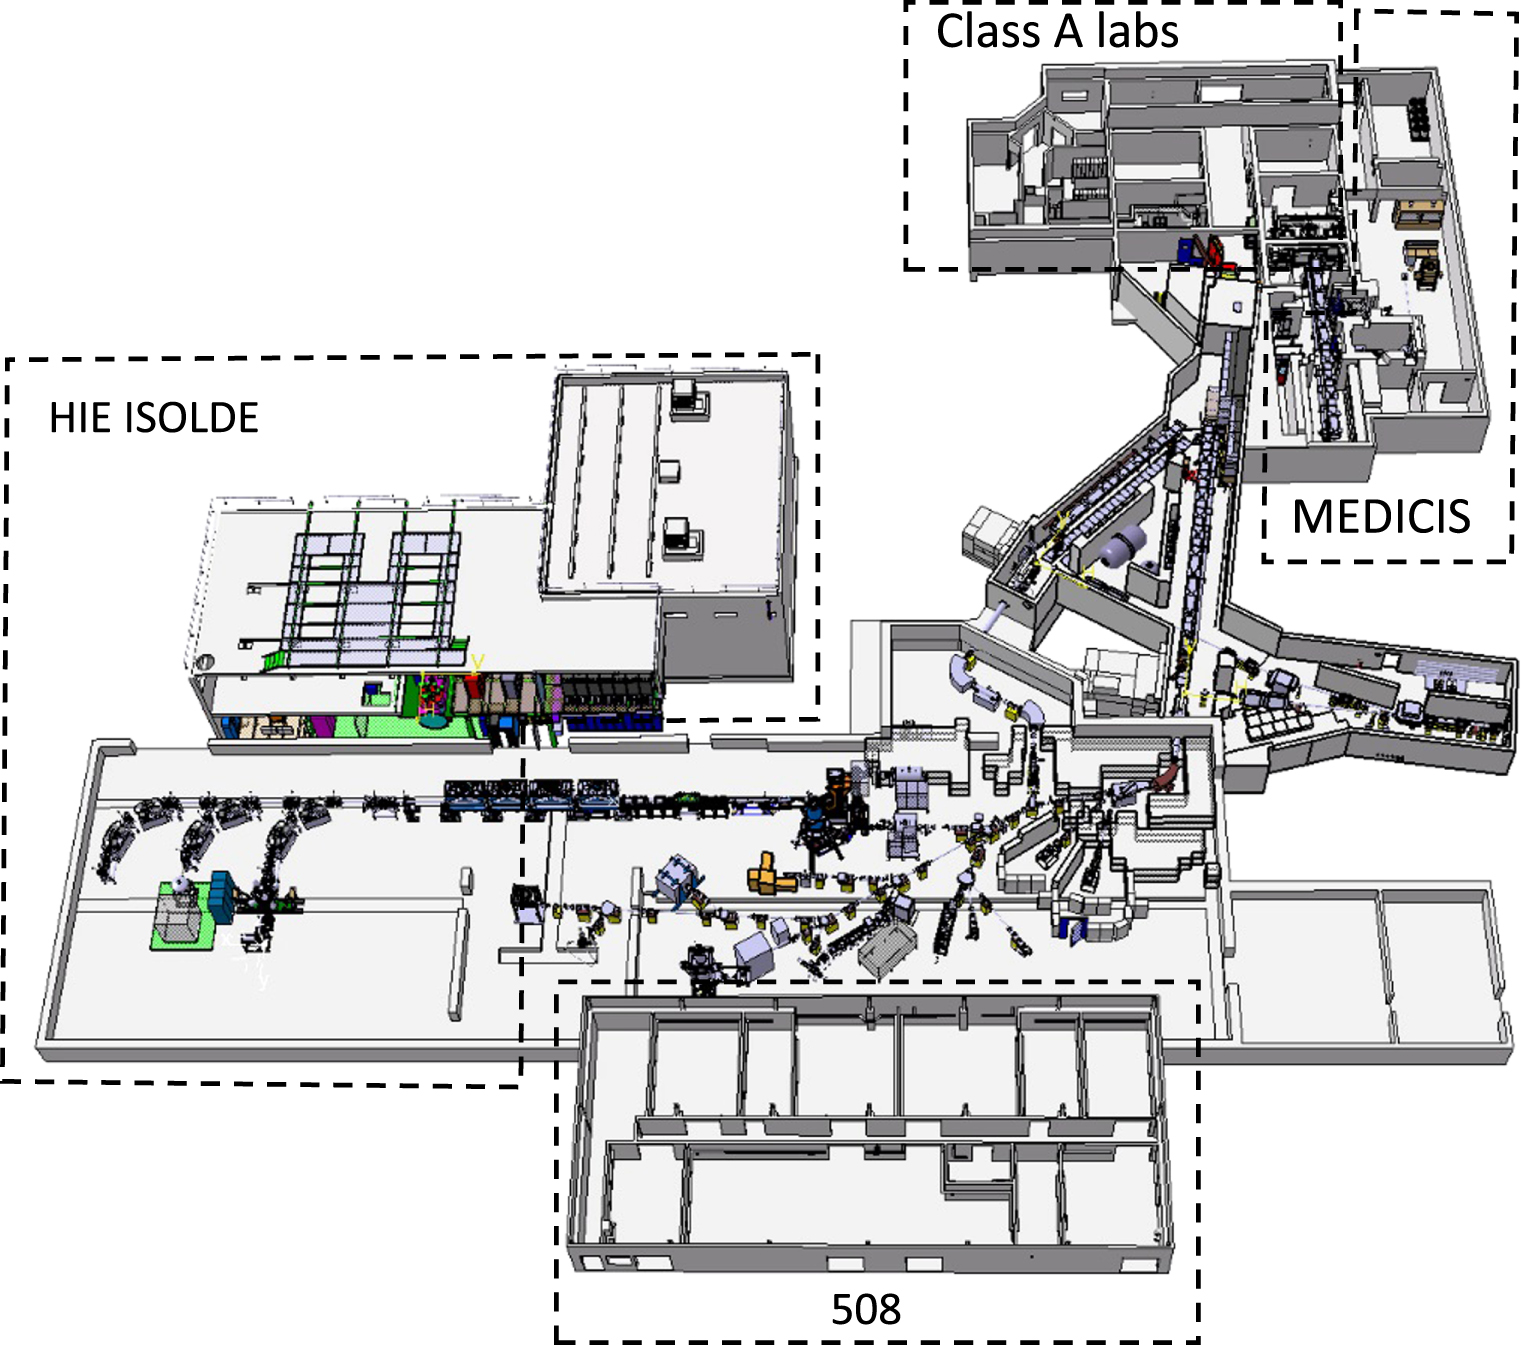 Class A labs
HIE ISOLDE
MEDICIS
508